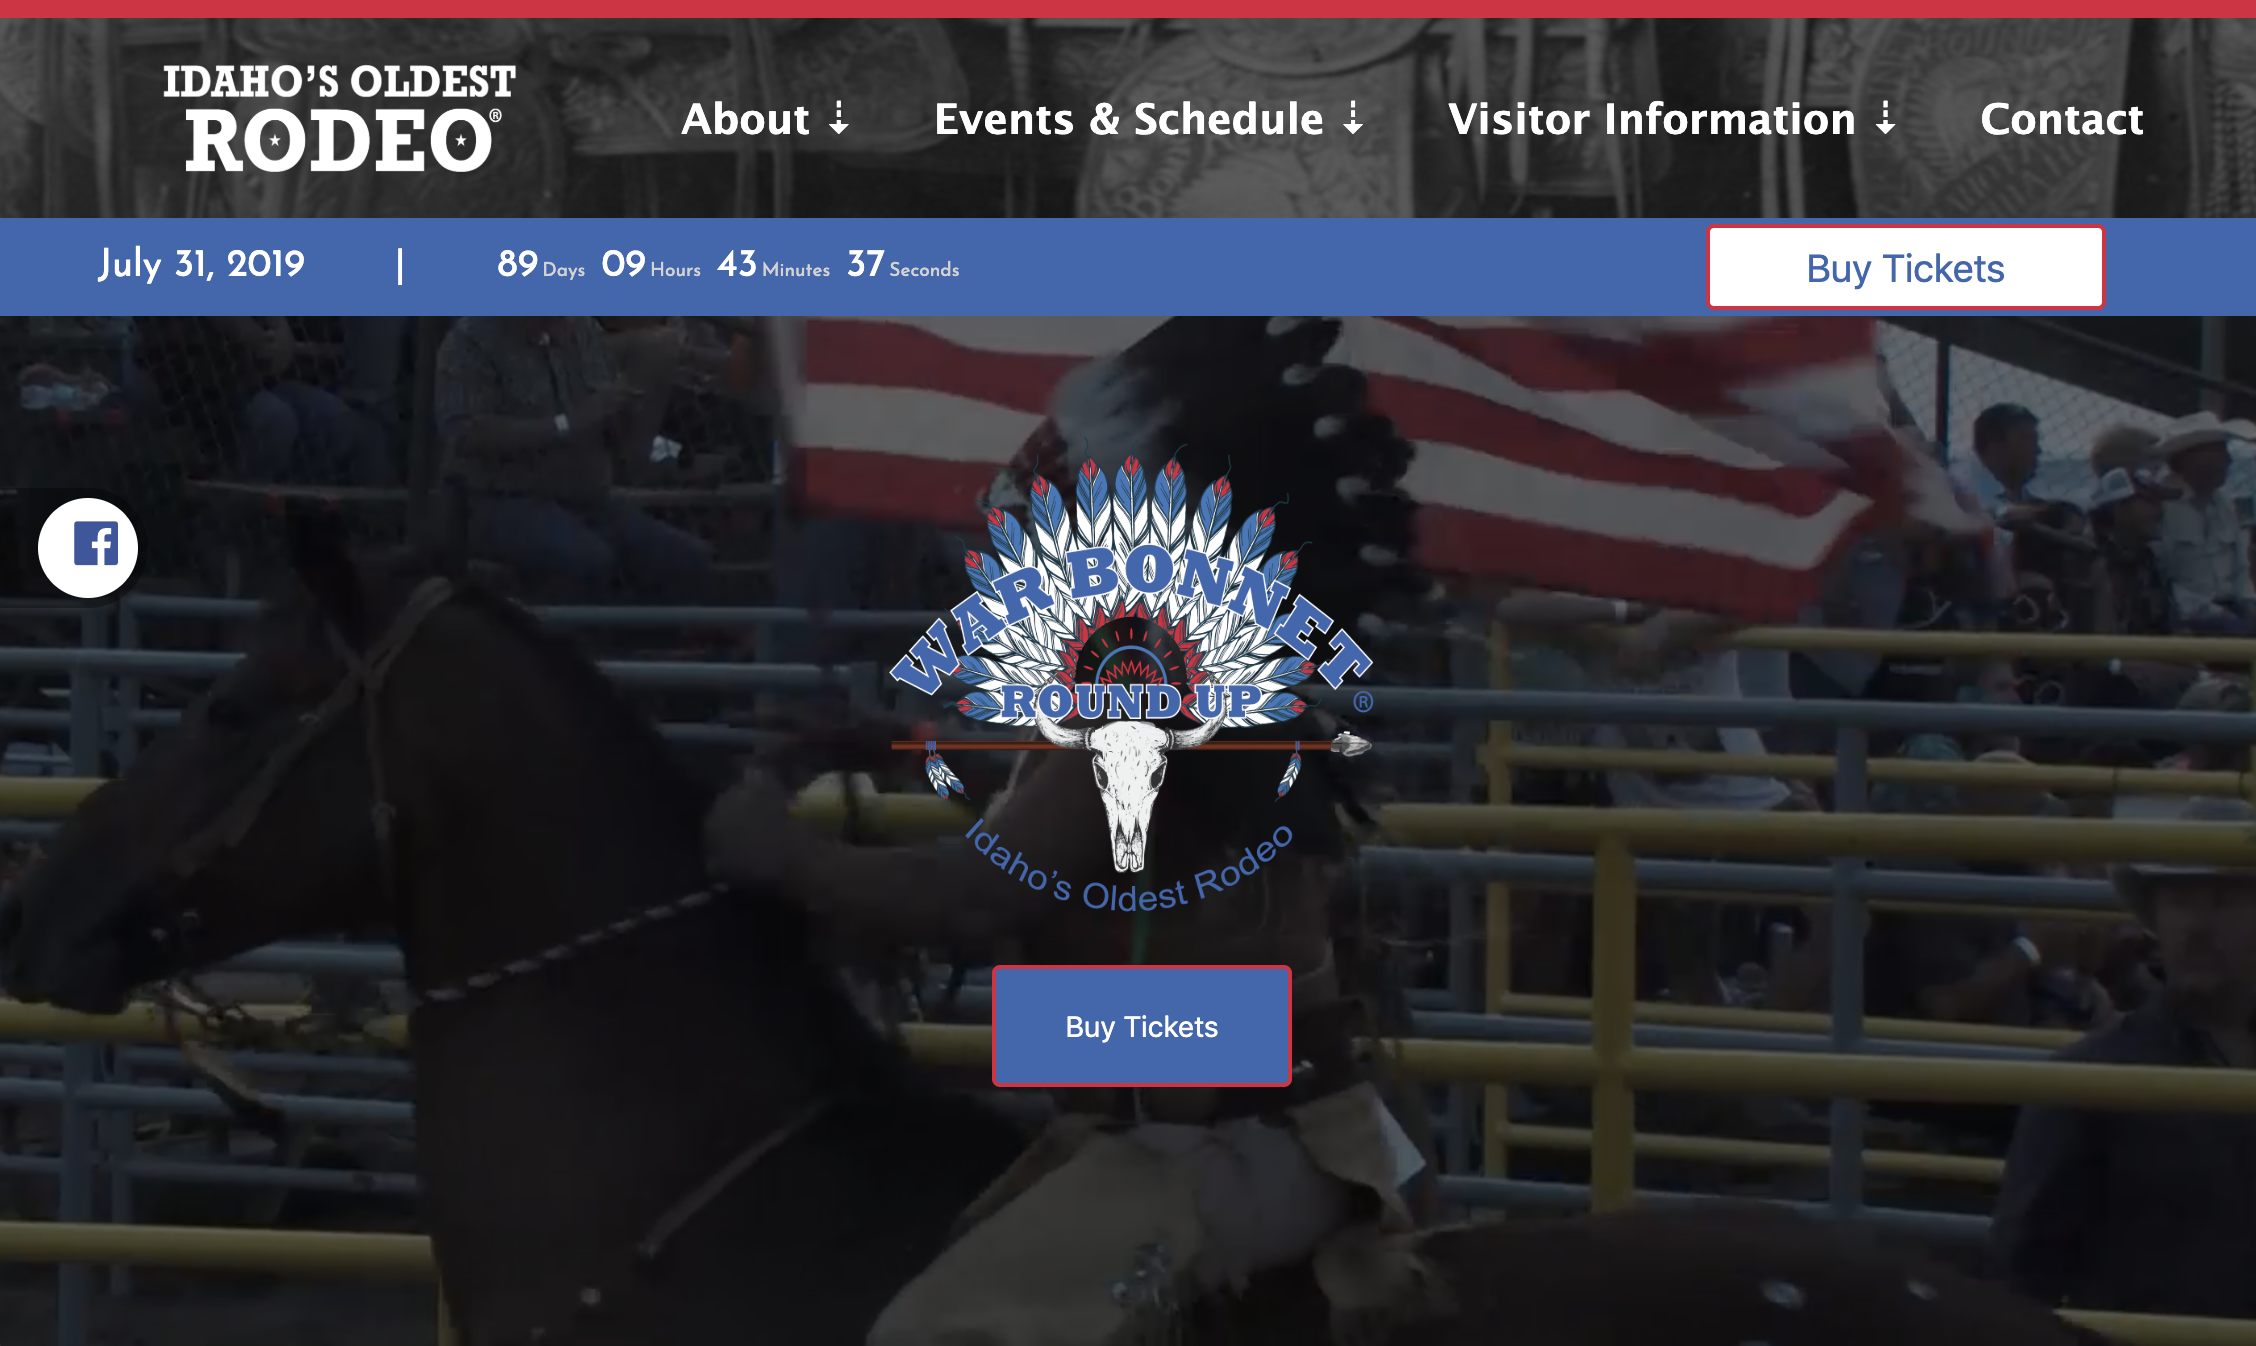 IDAHO'S OLDEST
RODEO®
About ⇣ Events & Schedule ⇣ Visitor Information ⇣ Contact
July 31, 2019 | 89 Days 09 Hours 43 Minutes 37 Seconds
Buy Tickets
WAR BONNET
ROUND UP ®
Idaho's Oldest Rodeo
Buy Tickets